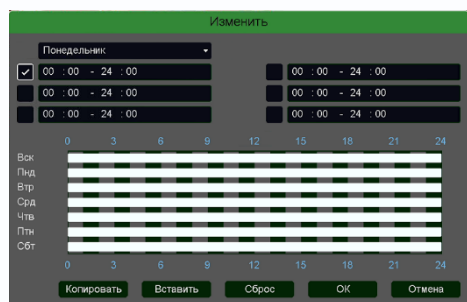 Изменить
Понедельник
00 :00 - 24 :00 00 :00 - 24 :00
00 :00 - 24 :00 00 :00 - 24 :00
00 :00 - 24 :00 00 :00 - 24 :00
0 3 6 9 12 15 18 21 24
Вск
Пнд
Втр
Срд
Чтв
Птн
Сбт
0 3 6 9 12 15 18 21 24
Копировать Вставить Сброс ОК Отмена